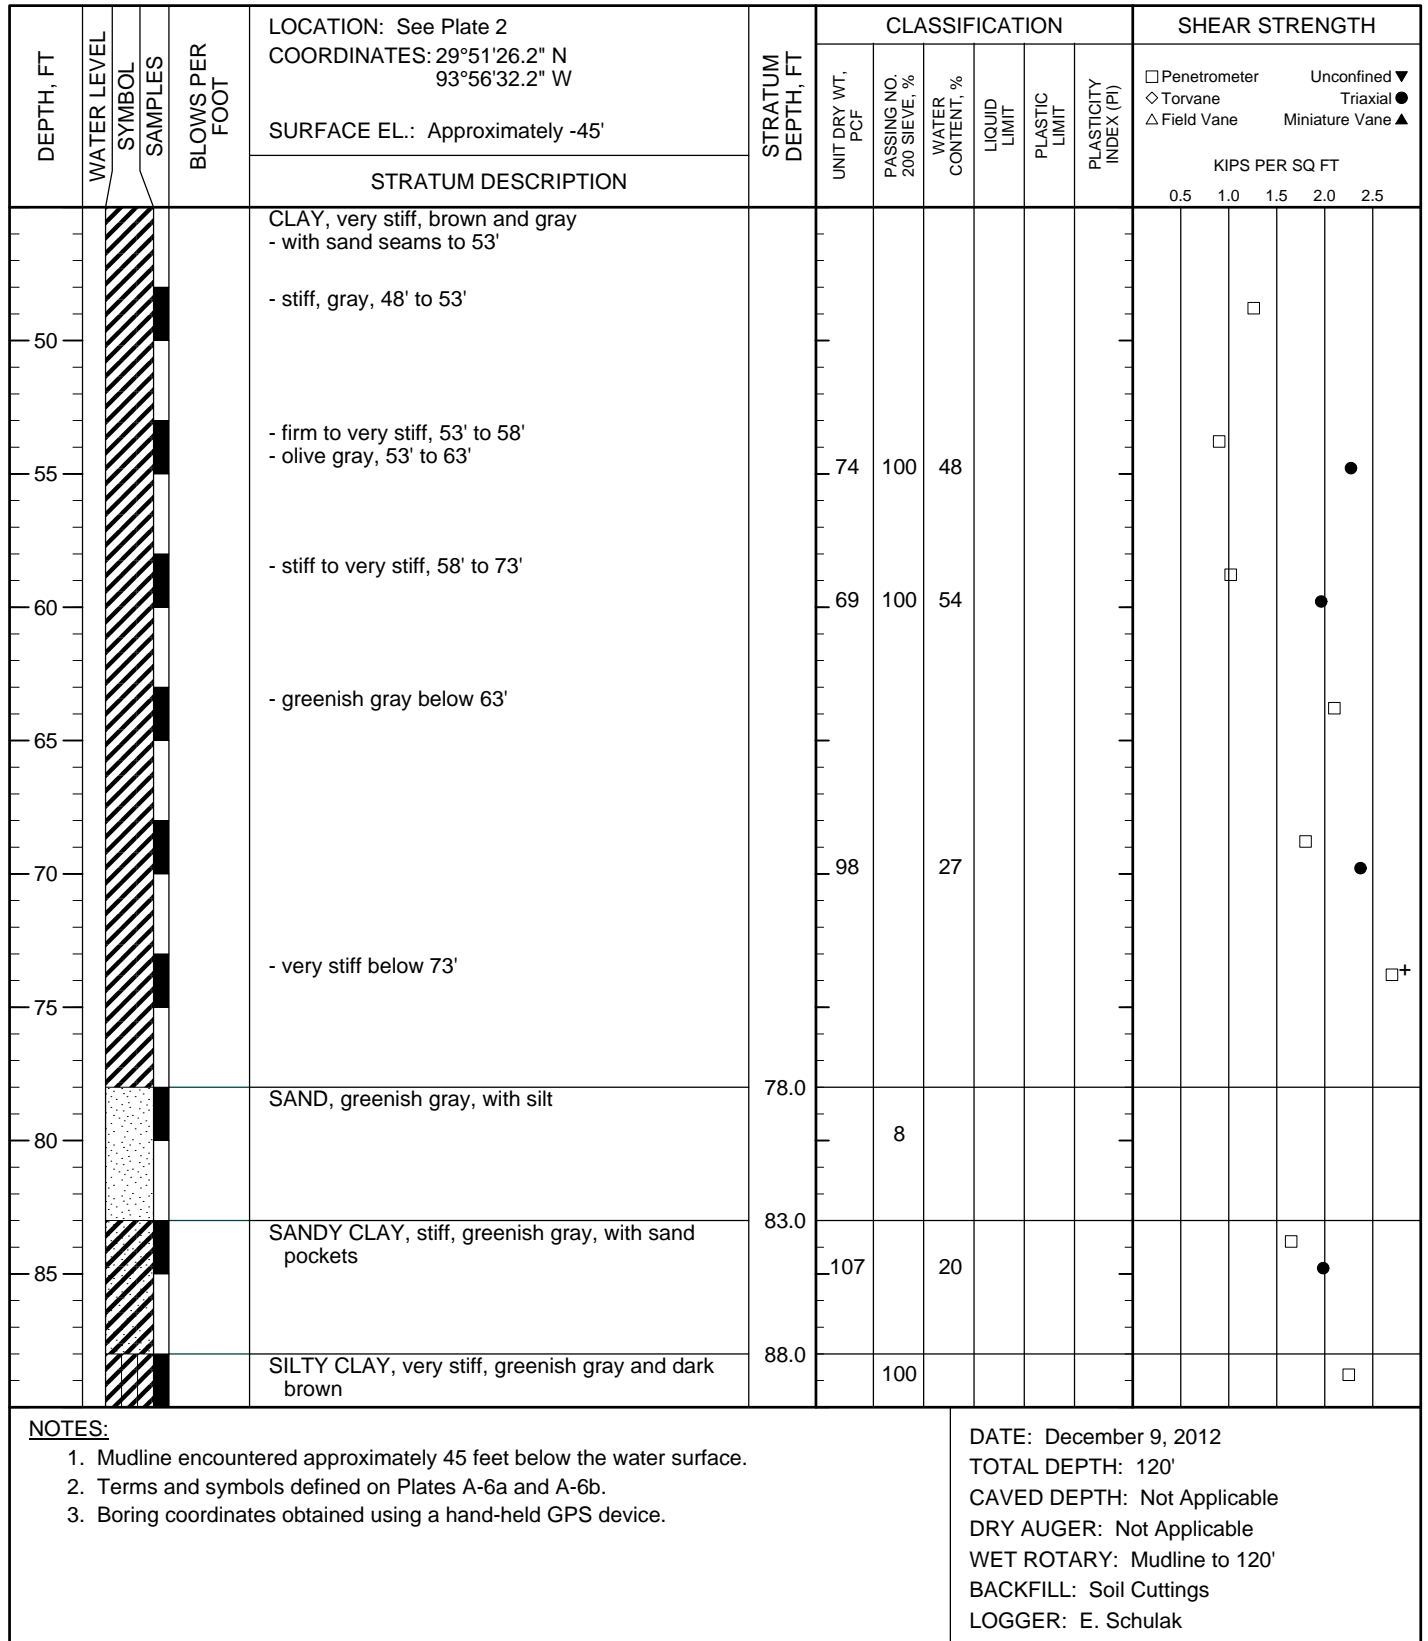 DEPTH, FT
WATER LEVEL
SYMBOL
SAMPLES
BLOWS PER
FOOT
LOCATION: See Plate 2
COORDINATES: 29°51'26.2" N
93°56'32.2" W
SURFACE EL.: Approximately -45'
STRATUM DESCRIPTION
STRATUM
DEPTH, FT
CLASSIFICATION
UNIT DRY WT,
PCF
PASSING NO.
200 SIEVE, %
WATER
CONTENT, %
LIQUID
LIMIT
PLASTIC
LIMIT
PLASTICITY
INDEX (PI)
SHEAR STRENGTH
□ Penetrometer Unconfined ▼
◇ Torvane Triaxial ●
△ Field Vane Miniature Vane ▲
KIPS PER SQ FT
0.5 1.0 1.5 2.0 2.5
CLAY, very stiff, brown and gray
- with sand seams to 53'
- stiff, gray, 48' to 53'
50
- firm to very stiff, 53' to 58'
- olive gray, 53' to 63'
55 74 100 48
- stiff to very stiff, 58' to 73'
60 69 100 54
- greenish gray below 63'
65
70 98 27
- very stiff below 73'
+
75
78.0
SAND, greenish gray, with silt
80 8
83.0
SANDY CLAY, stiff, greenish gray, with sand
pockets
85 107 20
88.0
SILTY CLAY, very stiff, greenish gray and dark
brown
100
NOTES:
1. Mudline encountered approximately 45 feet below the water surface.
2. Terms and symbols defined on Plates A-6a and A-6b.
3. Boring coordinates obtained using a hand-held GPS device.
DATE: December 9, 2012
TOTAL DEPTH: 120'
CAVED DEPTH: Not Applicable
DRY AUGER: Not Applicable
WET ROTARY: Mudline to 120'
BACKFILL: Soil Cuttings
LOGGER: E. Schulak